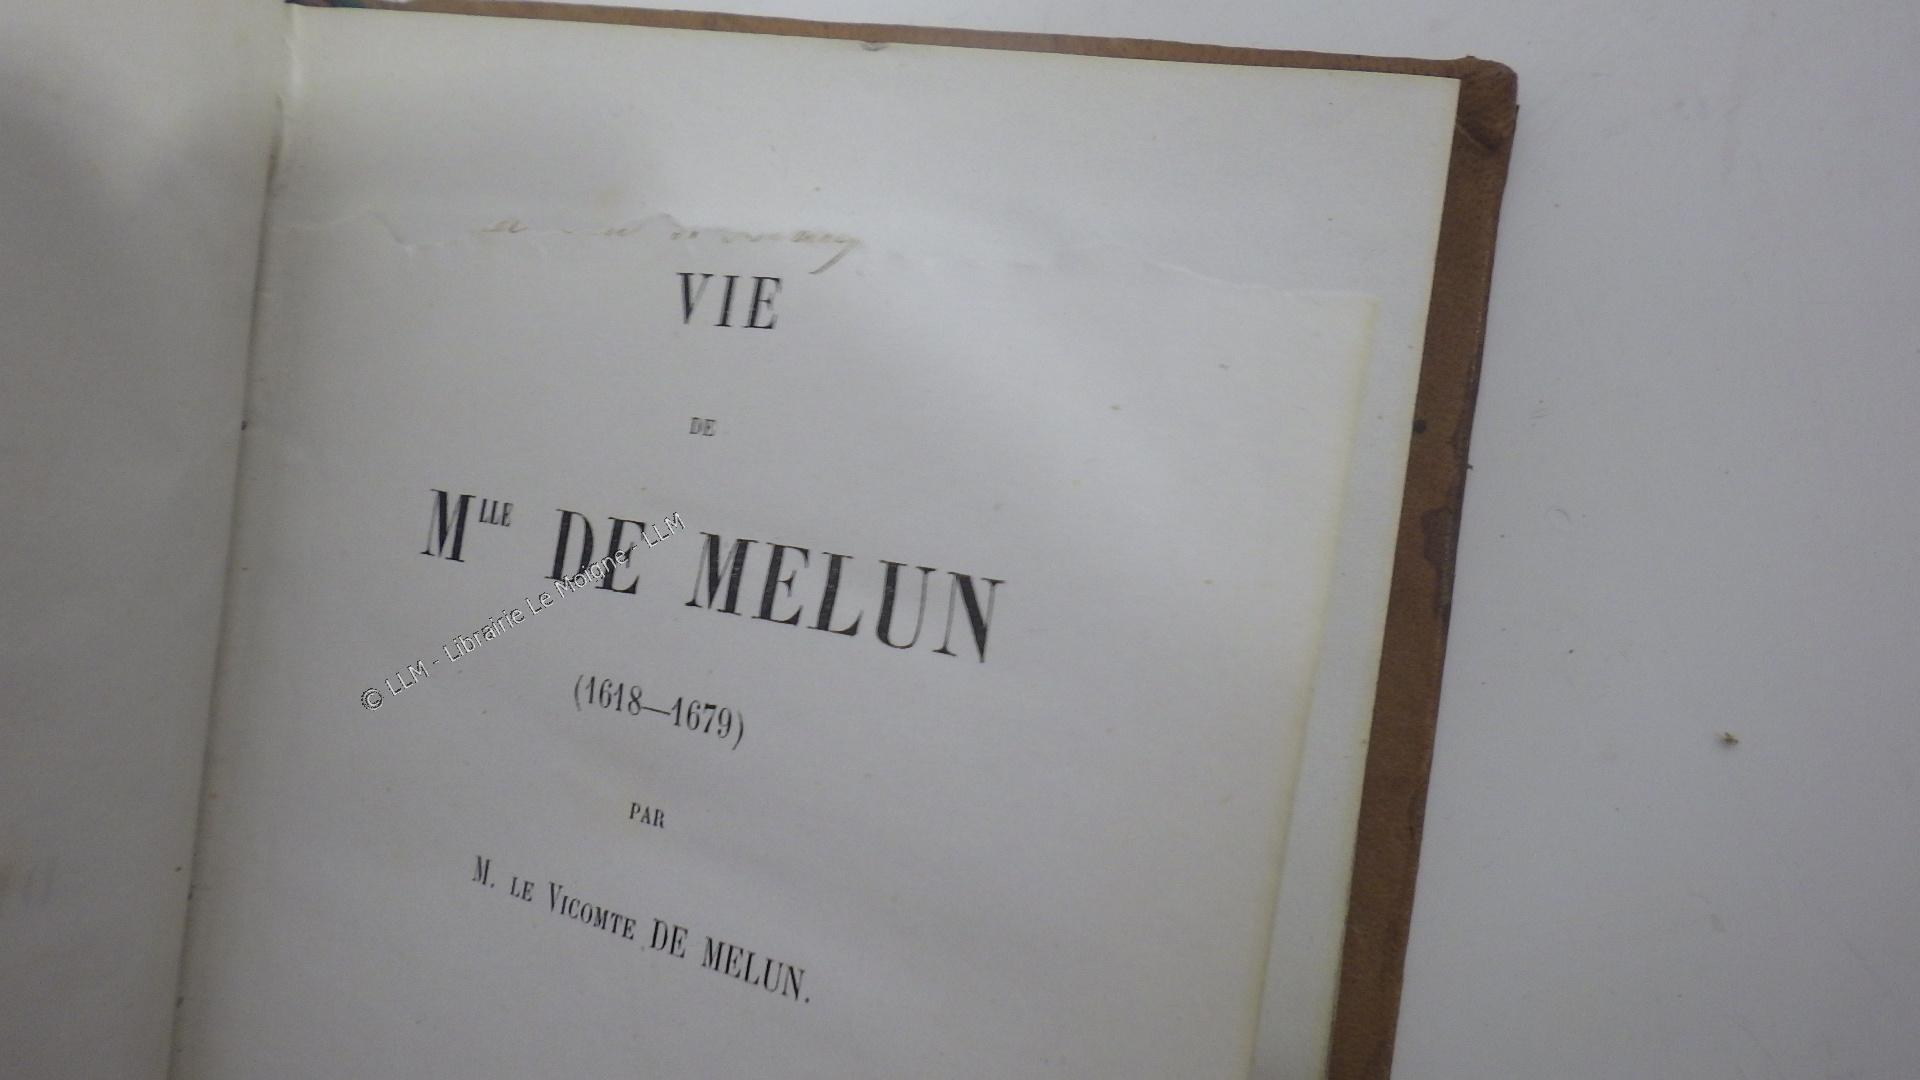 VIE
DE
Mlle DE MELUN
(1618—1679)
PAR
M. LE VICOMTE DE MELUN.
© LLM - Librairie Le Moigne - LLM